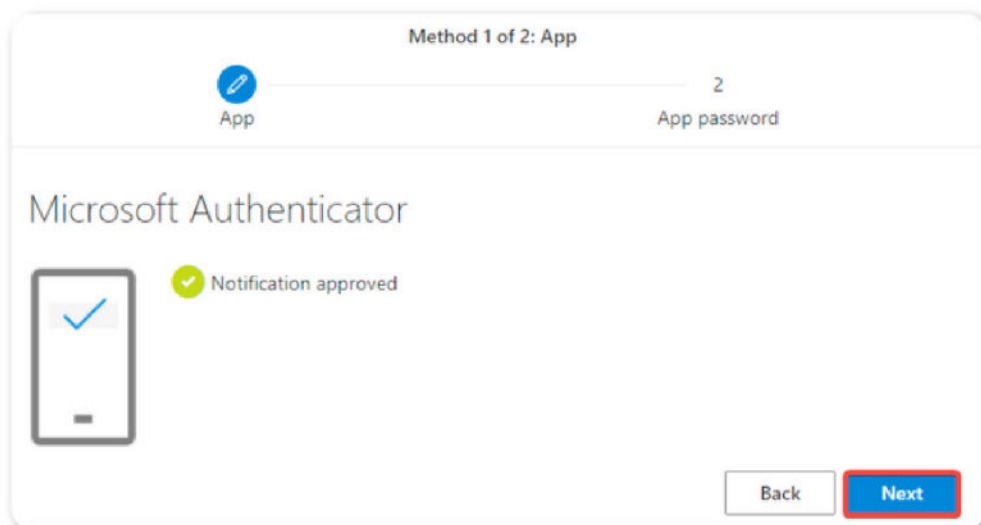 Method 1 of 2: App
2
App
App password
Microsoft Authenticator
Notification approved
Back
Next